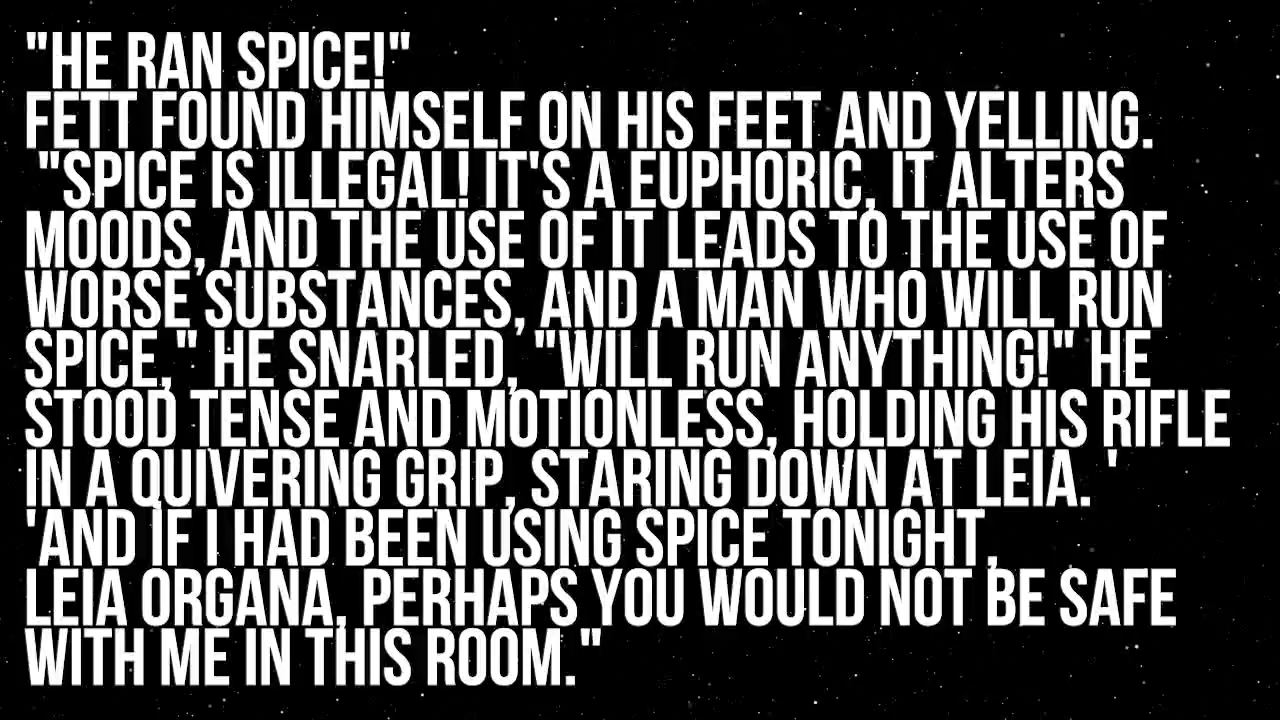 "HE RAN SPICE!"
FETT FOUND HIMSELF ON HIS FEET AND YELLING.
"SPICE IS ILLEGAL! IT'S A EUPHORIC, IT ALTERS
MOODS, AND THE USE OF IT LEADS TO THE USE OF
WORSE SUBSTANCES, AND A MAN WHO WILL RUN
SPICE," HE SNARLED, "WILL RUN ANYTHING!" HE
STOOD TENSE AND MOTIONLESS, HOLDING HIS RIFLE
IN A QUIVERING GRIP, STARING DOWN AT LEIA. '
'AND IF I HAD BEEN USING SPICE TONIGHT,
LEIA ORGANA, PERHAPS YOU WOULD NOT BE SAFE
WITH ME IN THIS ROOM."